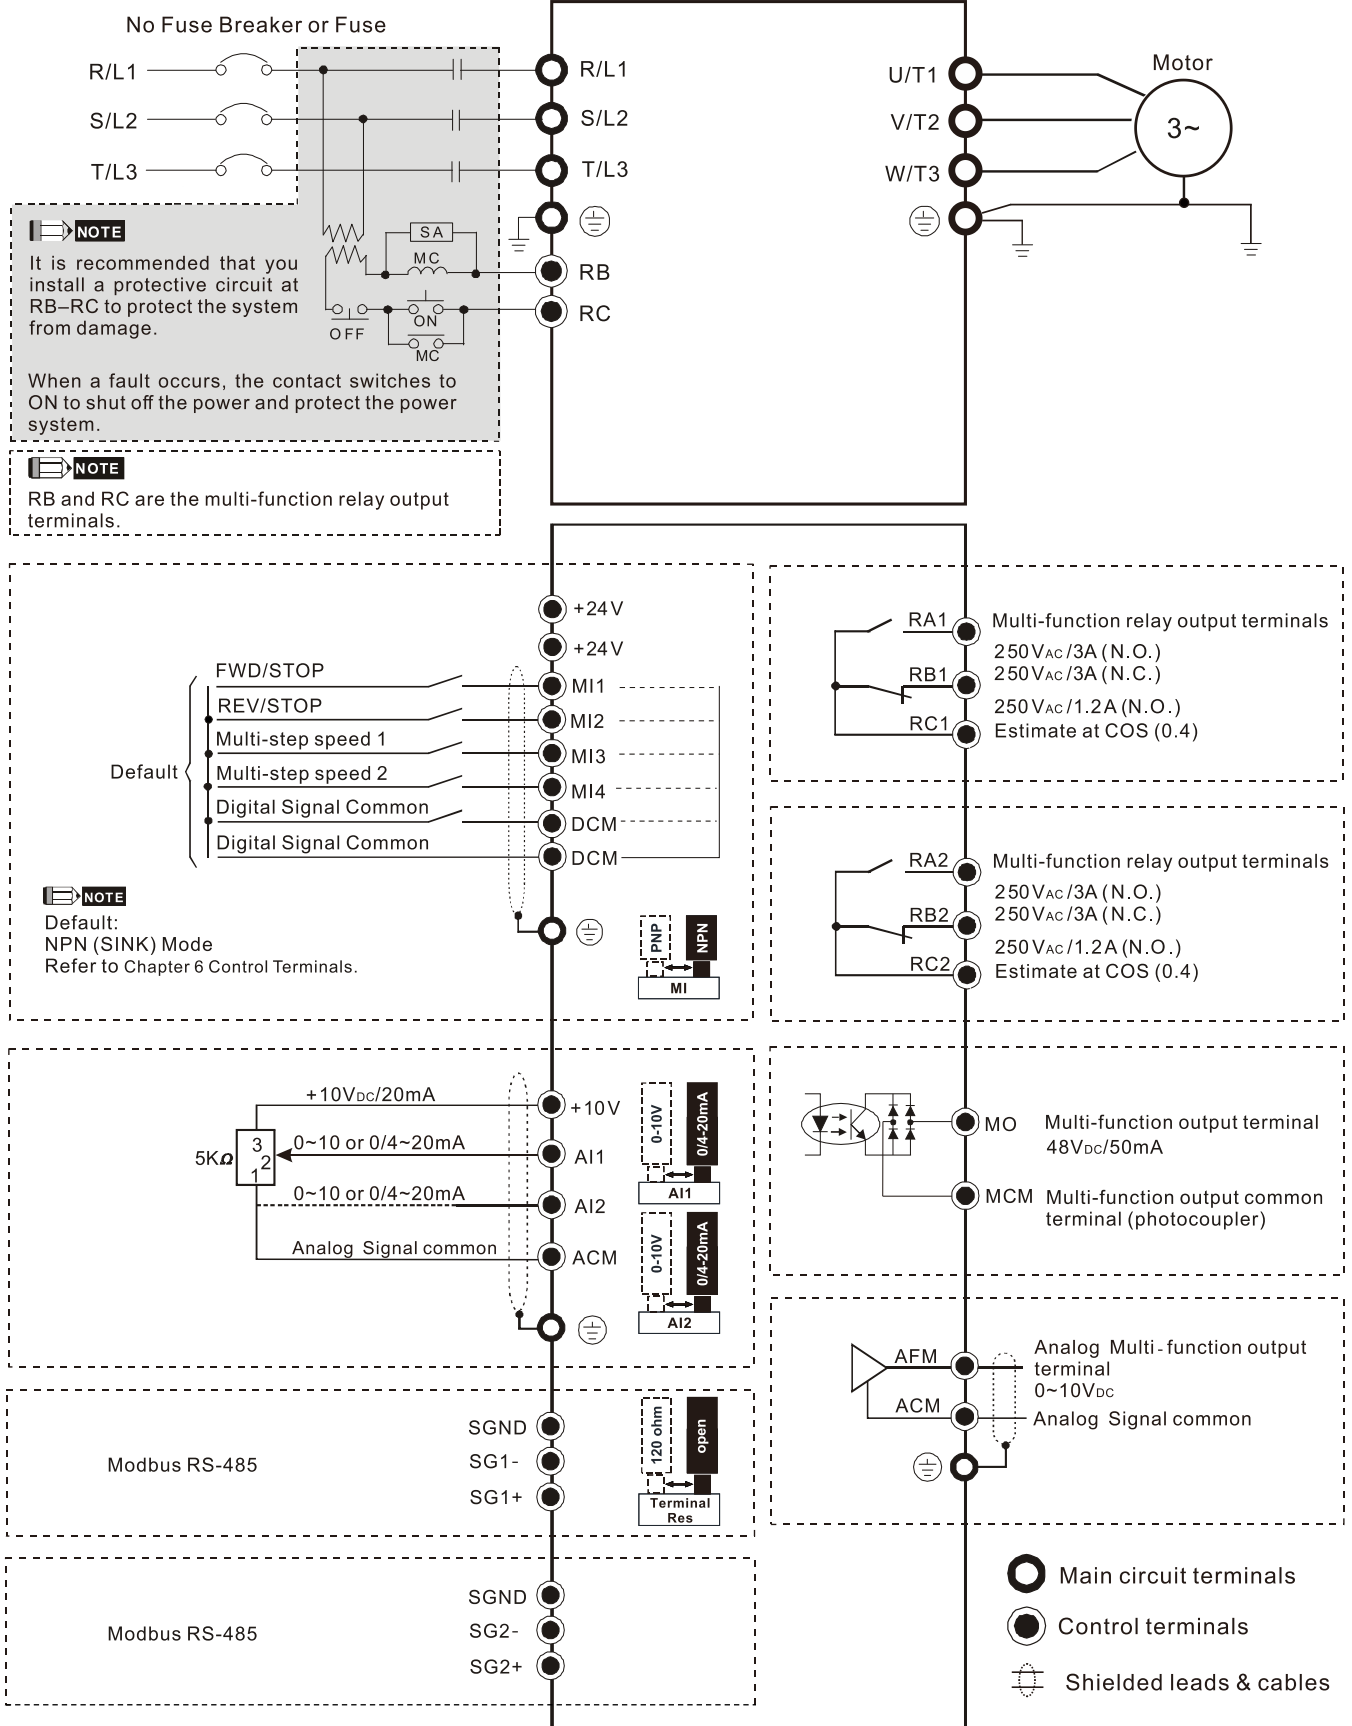 No Fuse Breaker or Fuse
R/L1
S/L2
T/L3
R/L1
S/L2
T/L3
RB
RC
SA
MC
OFF
ON
MC
NOTE
It is recommended that you
install a protective circuit at
RB–RC to protect the system
from damage.
When a fault occurs, the contact switches to
ON to shut off the power and protect the power
system.
NOTE
RB and RC are the multi-function relay output
terminals.
U/T1
V/T2
W/T3
Motor
3~
+24V
+24V
FWD/STOP
MI1
REV/STOP
MI2
Multi-step speed 1
MI3
Default
Multi-step speed 2
MI4
Digital Signal Common
DCM
Digital Signal Common
DCM
NOTE
Default:
NPN (SINK) Mode
Refer to Chapter 6 Control Terminals.
PNP
NPN
MI
+10VDC/20mA
+10V
5KΩ
3
2
1
0~10 or 0/4~20mA
AI1
0~10 or 0/4~20mA
AI2
Analog Signal common
ACM
0-10V
0/4-20mA
AI1
0-10V
0/4-20mA
AI2
Modbus RS-485
SGND
SG1-
SG1+
120 ohm
open
Terminal
Res
Modbus RS-485
SGND
SG2-
SG2+
RA1
Multi-function relay output terminals
250VAC/3A (N.O.)
RB1
250VAC/3A (N.C.)
250VAC/1.2A (N.O.)
RC1
Estimate at COS (0.4)
RA2
Multi-function relay output terminals
250VAC/3A (N.O.)
RB2
250VAC/3A (N.C.)
250VAC/1.2A (N.O.)
RC2
Estimate at COS (0.4)
MO
Multi-function output terminal
48VDC/50mA
MCM
Multi-function output common
terminal (photocoupler)
AFM
Analog Multi-function output
terminal
0~10VDC
ACM
Analog Signal common
Main circuit terminals
Control terminals
Shielded leads & cables